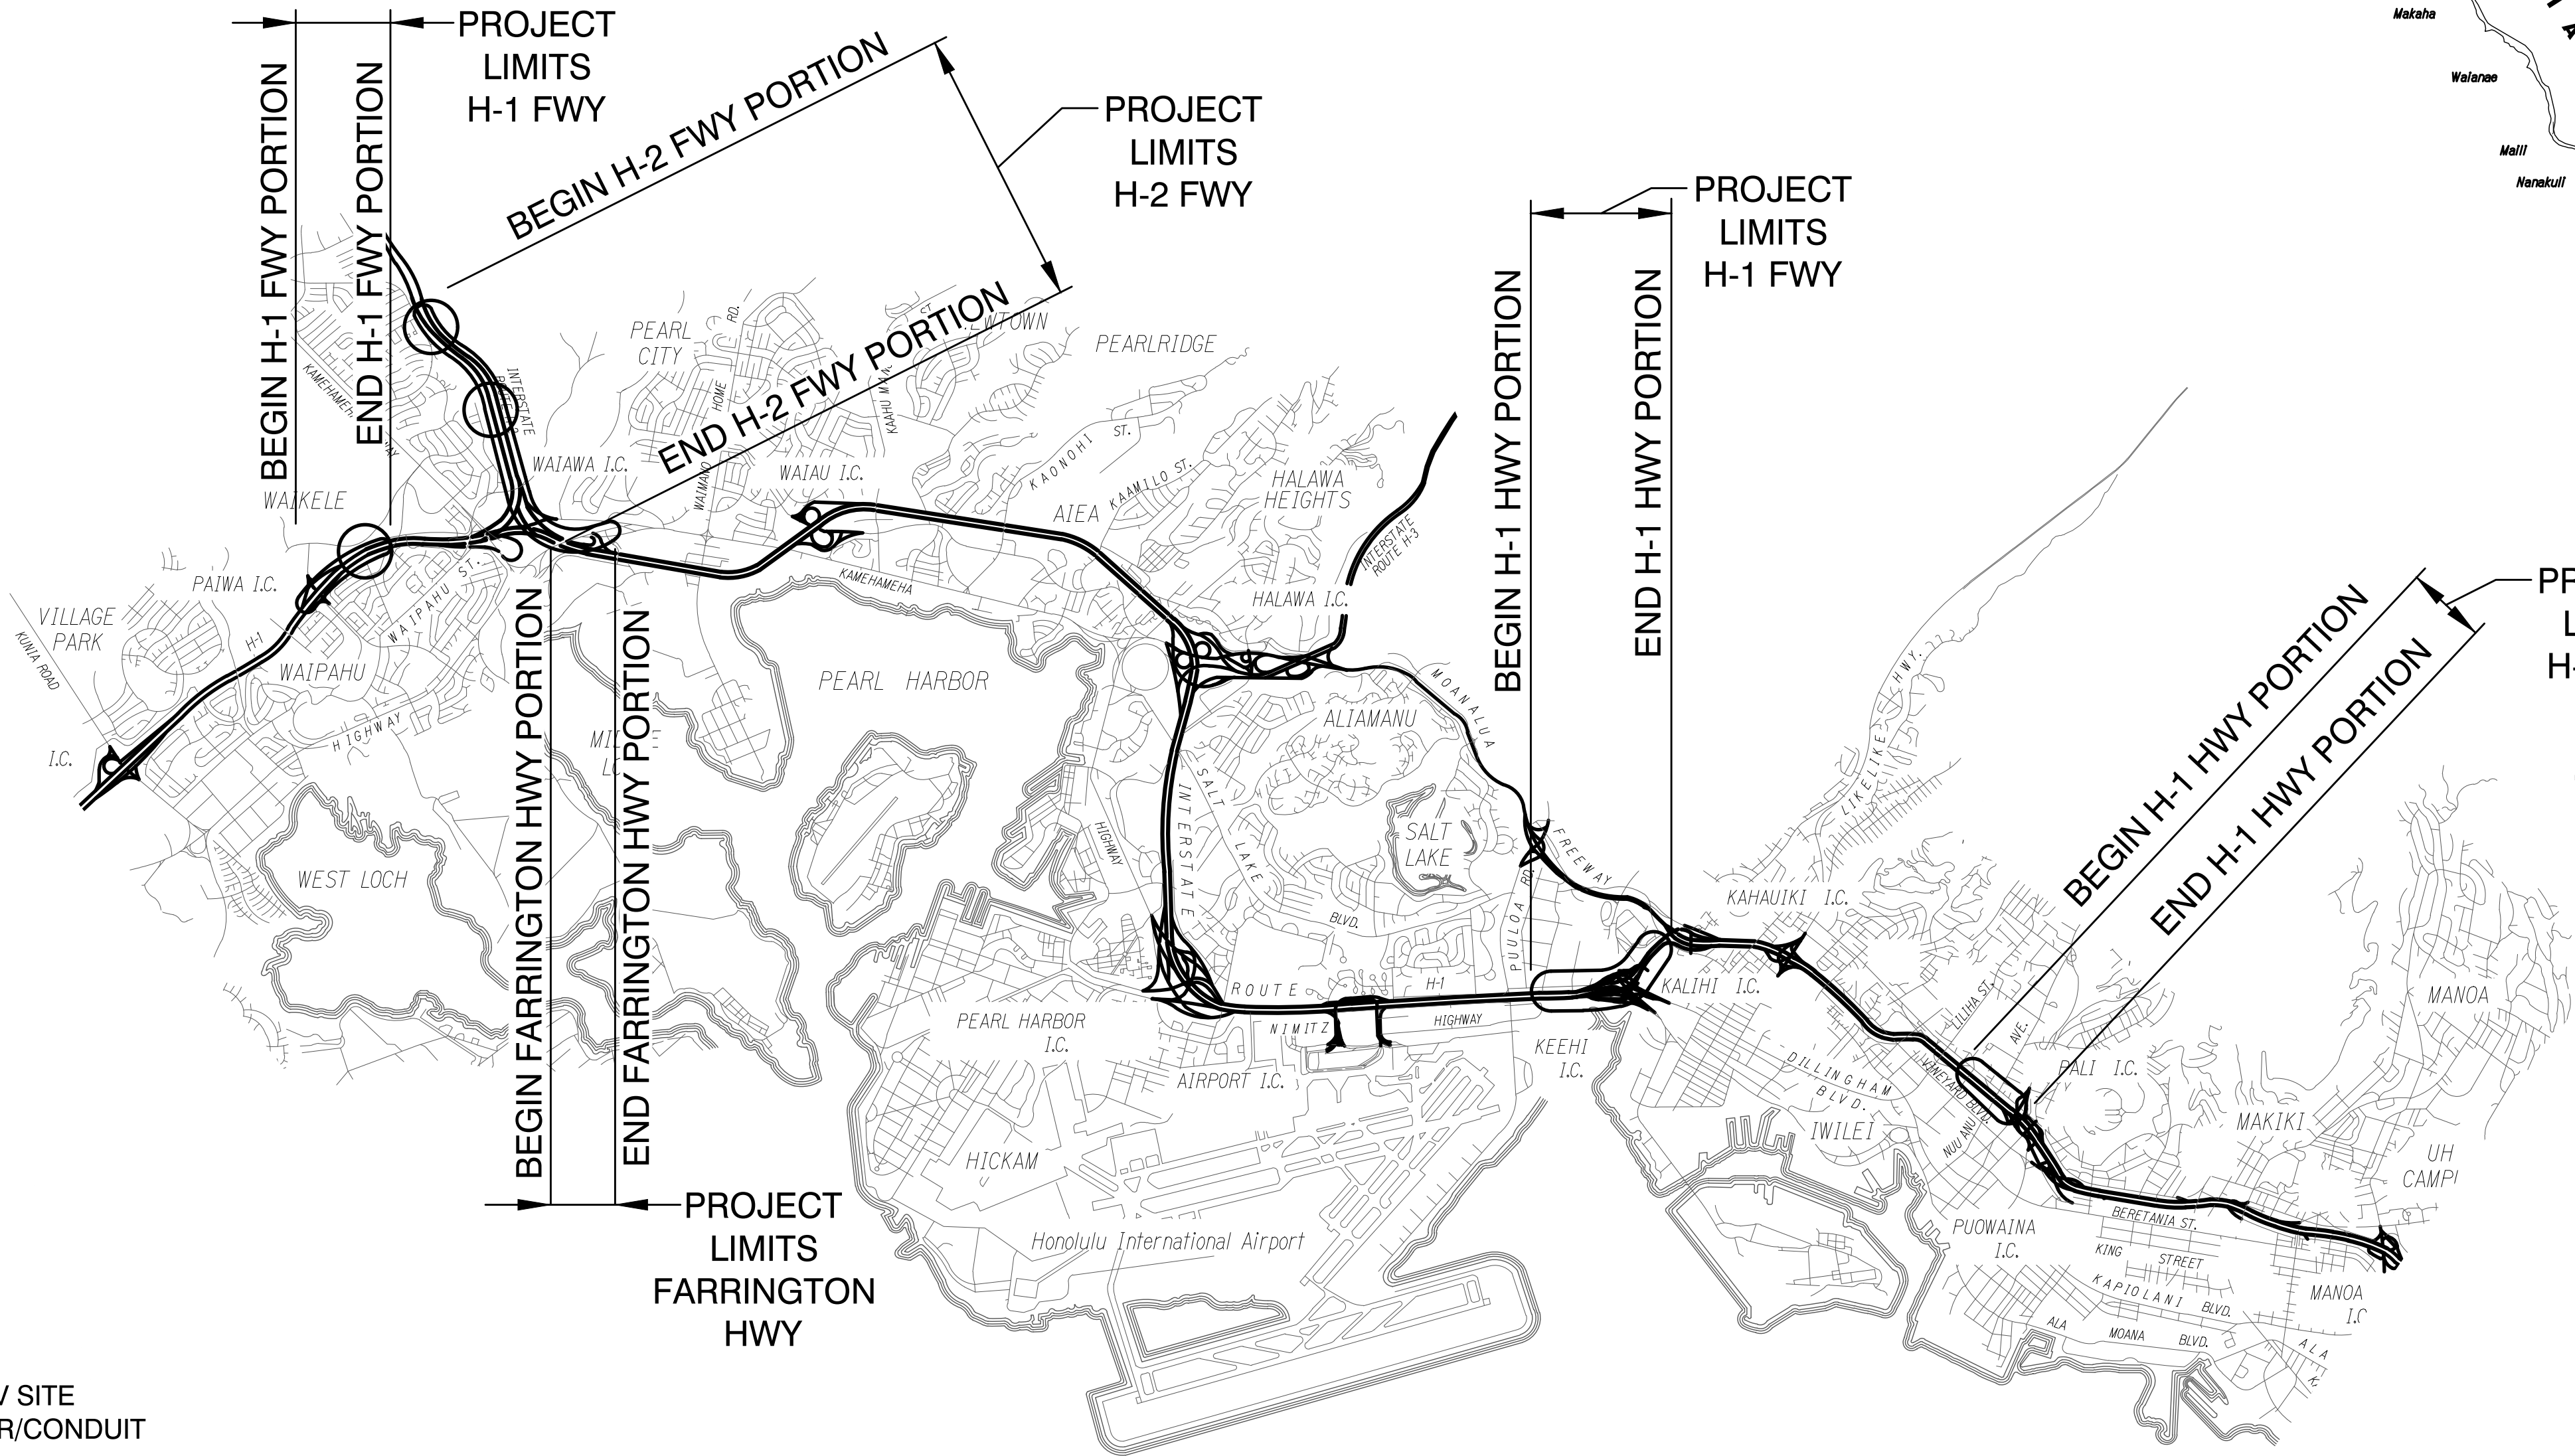 PROJECT
LIMITS
H-1 FWY
BEGIN H-1 FWY PORTION
END H-1 FWY PORTION
BEGIN H-2 FWY PORTION
END H-2 FWY PORTION
PROJECT
LIMITS
H-2 FWY
PROJECT
LIMITS
H-1 FWY
BEGIN H-1 HWY PORTION
END H-1 HWY PORTION
Makaha
Waianae
Maili
Nanakuli
BEGIN H-1 HWY PORTION
END H-1 HWY PORTION
BEGIN FARRINGTON HWY PORTION
END FARRINGTON HWY PORTION
PROJECT
LIMITS
FARRINGTON
HWY
PEARL
CITY
RD.
HOME
WAIMANO
PEARLRIDGE
WAIKELE
WAIAWA I.C.
INTERSTATE
WAIAU I.C.
KAONOHI
ST.
KAAMILO ST.
AIEA
HALAWA
HEIGHTS
INTERSTATE
ROUTE H-3
HALAWA I.C.
PAIWA I.C.
VILLAGE
PARK
KUNIA ROAD
H-1
WAIPAHU ST.
WAIPAHU
HIGHWAY
I.C.
KAMEHAMEHA
PEARL HARBOR
WEST LOCH
HIGHWAY
ALIAMANU
MOANALUA
FREEWAY
SALT
LAKE
BLVD.
SALT
LAKE
INTERSTATE
ROUTE
H-1
PUULOA RD.
LIKELIKE HWY.
KAHAUIKI I.C.
KALIHI I.C.
PEARL HARBOR
I.C.
NIMITZ
HIGHWAY
AIRPORT I.C.
KEEHI
I.C.
HICKAM
Honolulu International Airport
DILLINGHAM
BLVD.
IWILEI
LILIHA ST.
VINEYARD BLVD.
NUUANU
AVE.
PALI I.C.
MANOA
MAKIKI
UH
PUOWAINA
I.C.
BERETANIA ST.
KING
STREET
KAPIOLANI BLVD.
ALA
MOANA
BLVD.
MANOA
ALA
SITE